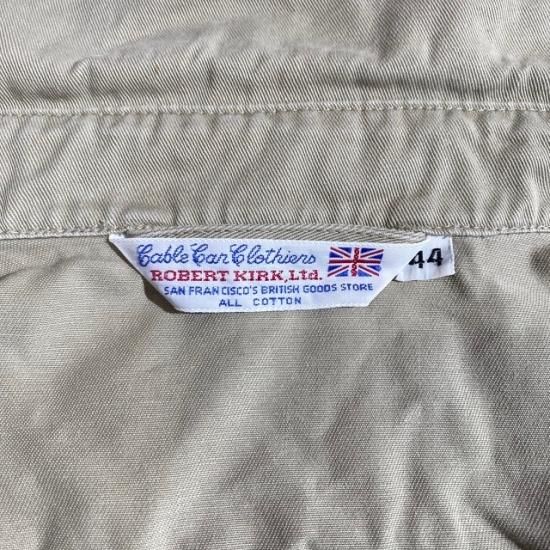 Cable Car Clothiers
ROBERT KIRK, Ltd.
SAN FRANCISCO'S BRITISH GOODS STORE
ALL COTTON
44